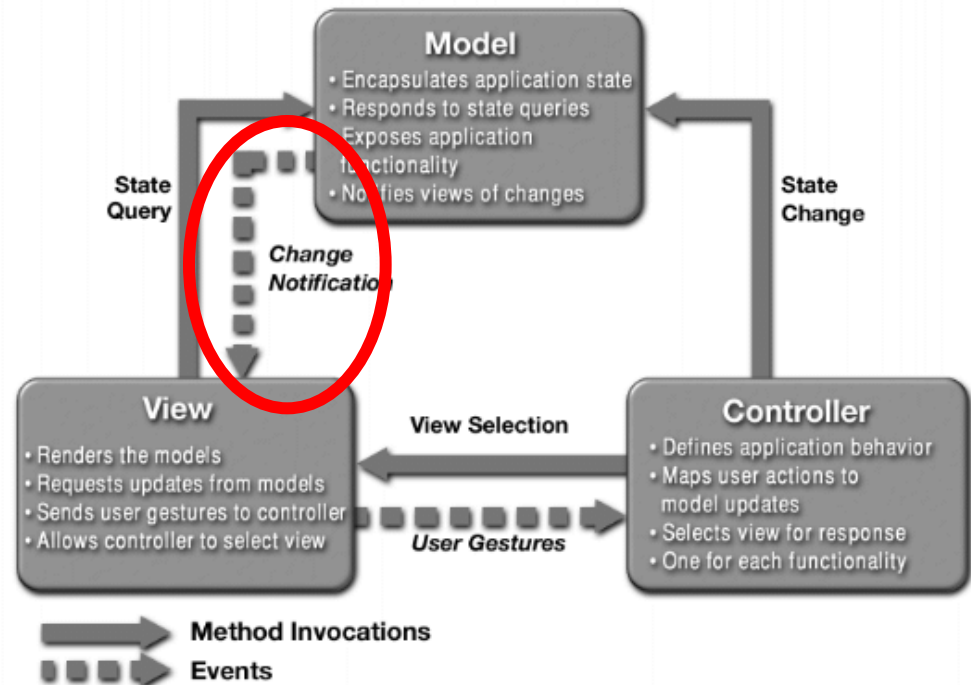 Model
• Encapsulates application state
• Responds to state queries
• Exposes application
functionality
• Notifies views of changes
State
Query
Change
Notification
State
Change
View
• Renders the models
• Requests updates from models
• Sends user gestures to controller
• Allows controller to select view
View Selection
User Gestures
Controller
• Defines application behavior
• Maps user actions to
model updates
• Selects view for response
• One for each functionality
Method Invocations
Events